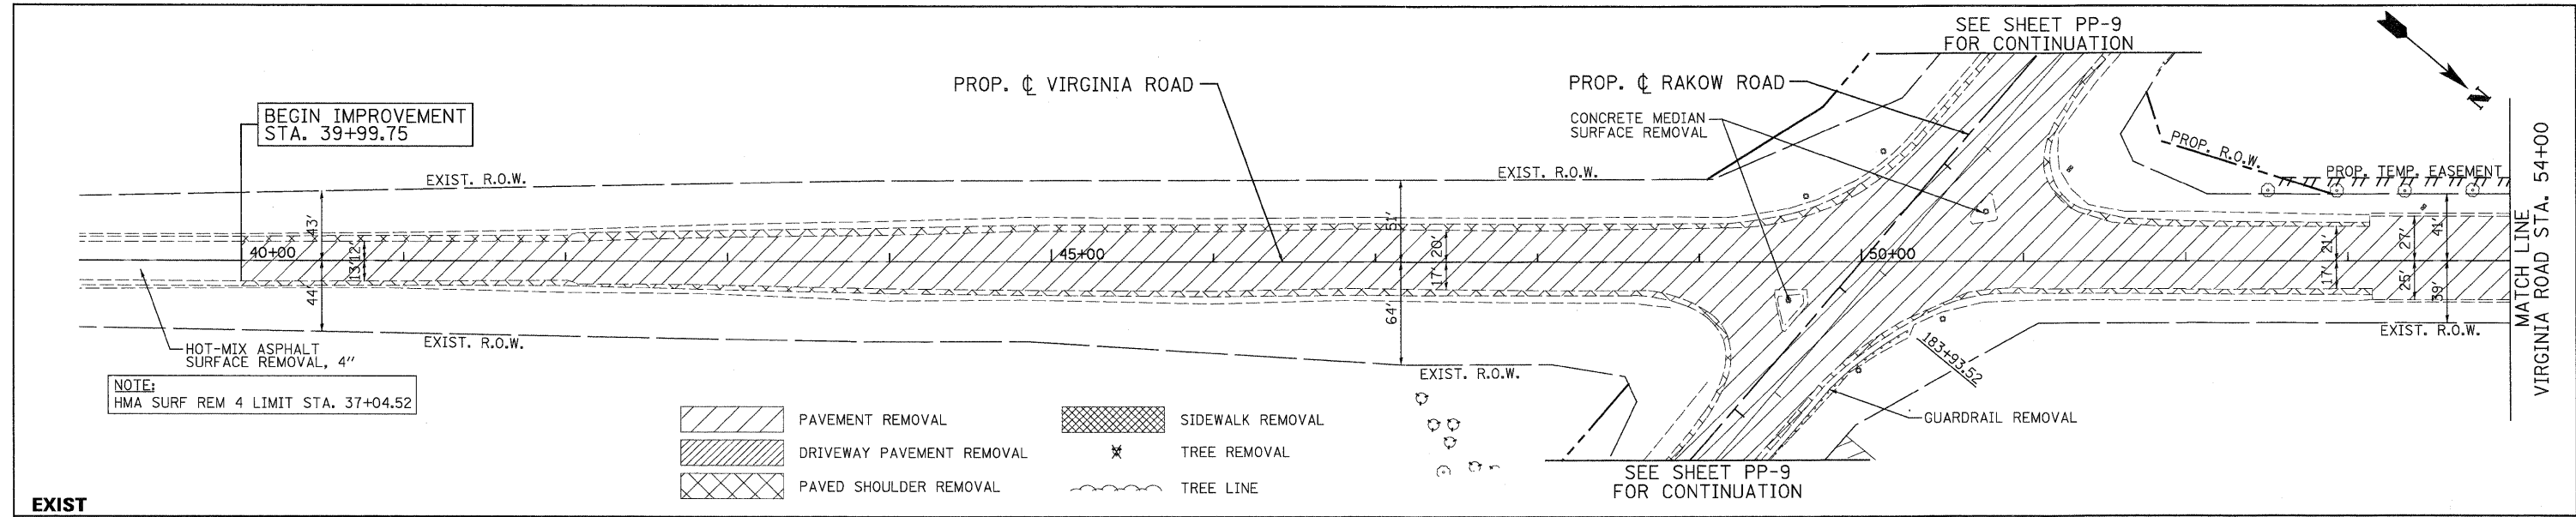 SEE SHEET PP-9
FOR CONTINUATION
PROP. ℄ VIRGINIA ROAD
PROP. ℄ RAKOW ROAD
BEGIN IMPROVEMENT
STA. 39+99.75
CONCRETE MEDIAN
SURFACE REMOVAL
N
EXIST. R.O.W.
EXIST. R.O.W.
PROP. R.O.W.
PROP. TEMP. EASEMENT
43'
12'
13'
44'
51'
20'
17'
64'
21'
17'
27'
25'
41'
39'
40+00
45+00
50+00
MATCH LINE
VIRGINIA ROAD STA. 54+00
HOT-MIX ASPHALT
SURFACE REMOVAL, 4"
EXIST. R.O.W.
EXIST. R.O.W.
EXIST. R.O.W.
183+93.52
NOTE:
HMA SURF REM 4 LIMIT STA. 37+04.52
PAVEMENT REMOVAL
DRIVEWAY PAVEMENT REMOVAL
PAVED SHOULDER REMOVAL
SIDEWALK REMOVAL
TREE REMOVAL
TREE LINE
GUARDRAIL REMOVAL
SEE SHEET PP-9
FOR CONTINUATION
EXIST